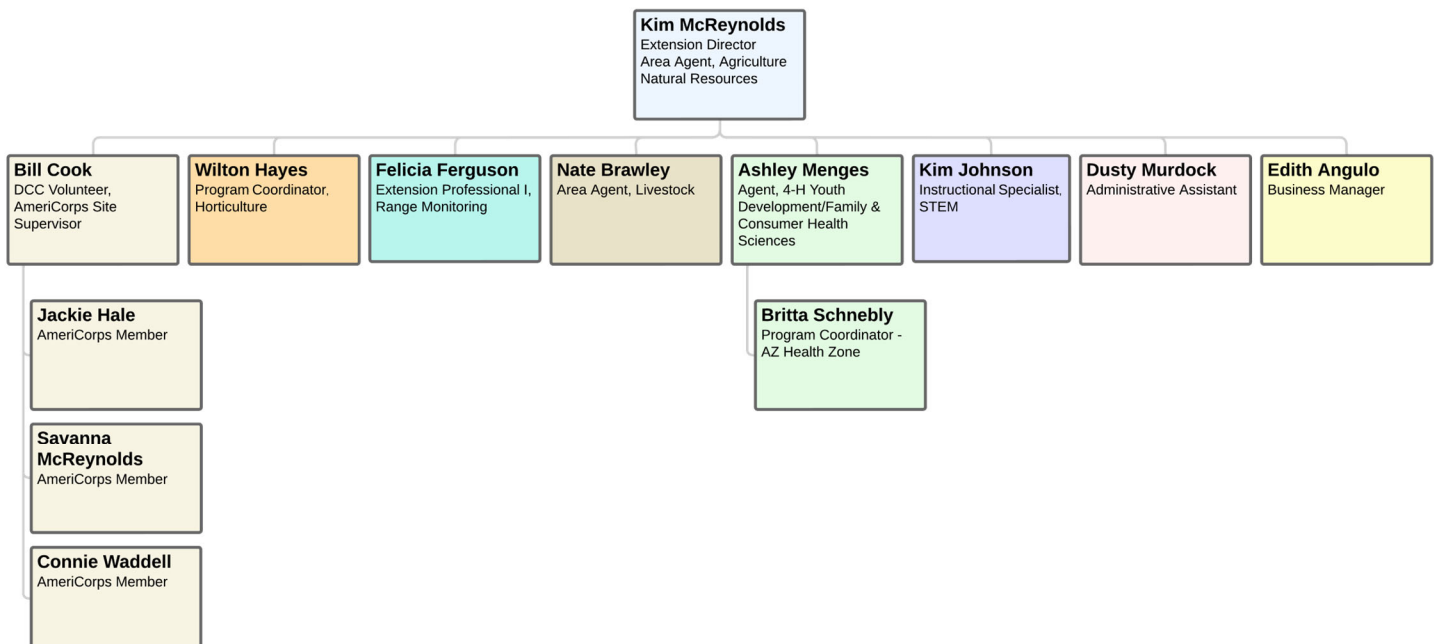 Kim McReynolds
Extension Director
Area Agent, Agriculture
Natural Resources
Bill Cook
DCC Volunteer,
AmeriCorps Site
Supervisor
Wilton Hayes
Program Coordinator,
Horticulture
Felicia Ferguson
Extension Professional I,
Range Monitoring
Nate Brawley
Area Agent, Livestock
Ashley Menges
Agent, 4-H Youth
Development/Family &
Consumer Health
Sciences
Kim Johnson
Instructional Specialist,
STEM
Dusty Murdock
Administrative Assistant
Edith Angulo
Business Manager
Jackie Hale
AmeriCorps Member
Britta Schnebly
Program Coordinator -
AZ Health Zone
Savanna
McReynolds
AmeriCorps Member
Connie Waddell
AmeriCorps Member